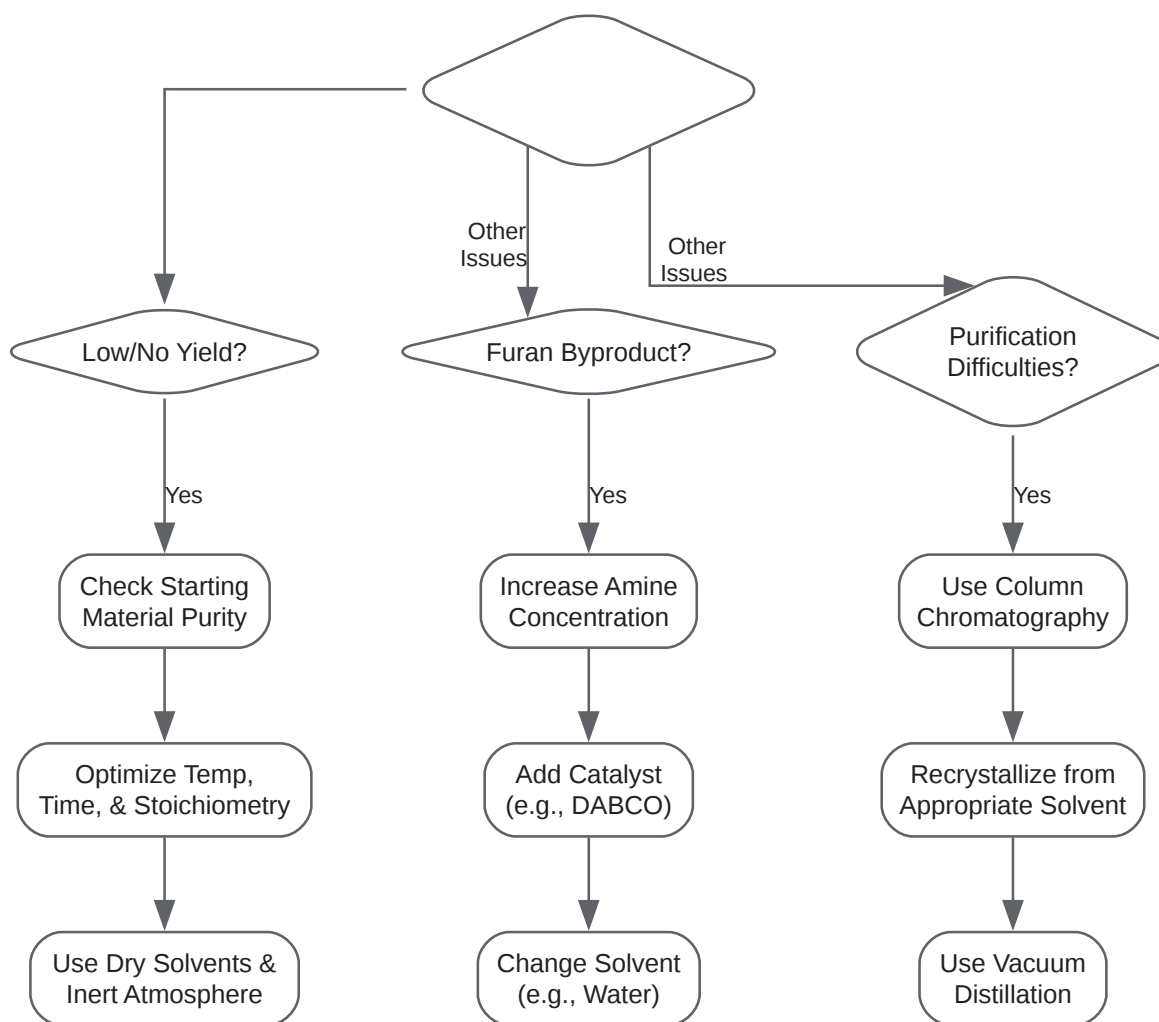 Other
Issues
Other
Issues
Low/No Yield?
Furan Byproduct?
Purification
Difficulties?
Yes
Yes
Yes
Check Starting
Material Purity
Increase Amine
Concentration
Use Column
Chromatography
Optimize Temp,
Time, & Stoichiometry
Add Catalyst
(e.g., DABCO)
Recrystallize from
Appropriate Solvent
Use Dry Solvents &
Inert Atmosphere
Change Solvent
(e.g., Water)
Use Vacuum
Distillation